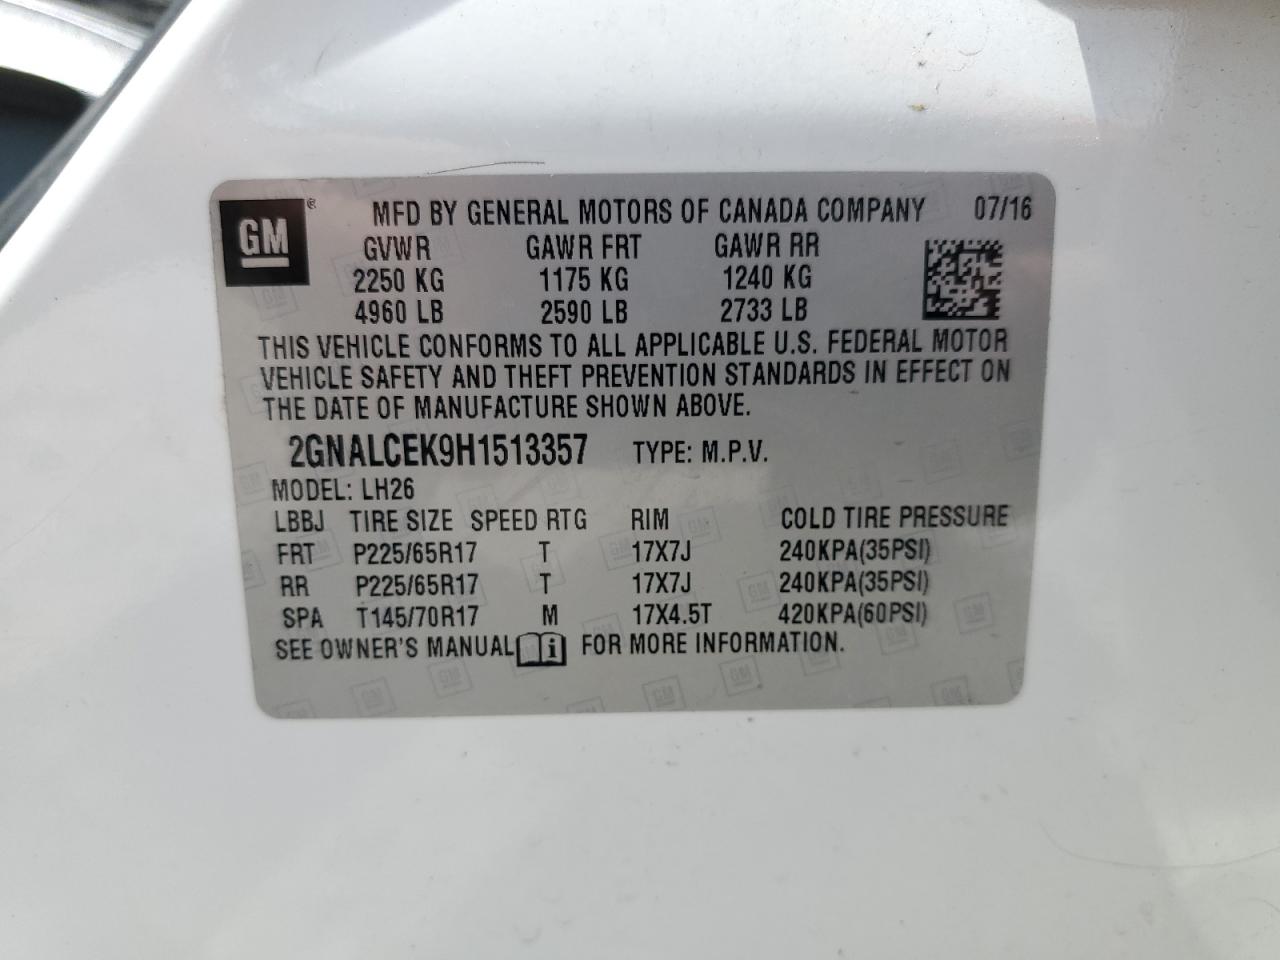 GM® MFD BY GENERAL MOTORS OF CANADA COMPANY 07/16
GVWR GAWR FRT GAWR RR
2250 KG 1175 KG 1240 KG
4960 LB 2590 LB 2733 LB
THIS VEHICLE CONFORMS TO ALL APPLICABLE U.S. FEDERAL MOTOR
VEHICLE SAFETY AND THEFT PREVENTION STANDARDS IN EFFECT ON
THE DATE OF MANUFACTURE SHOWN ABOVE.
2GNALCEK9H1513357 TYPE: M.P.V.
MODEL: LH26
LBBJ TIRE SIZE SPEED RTG RIM COLD TIRE PRESSURE
FRT P225/65R17 T 17X7J 240KPA(35PSI)
RR P225/65R17 T 17X7J 240KPA(35PSI)
SPA T145/70R17 M 17X4.5T 420KPA(60PSI)
SEE OWNER'S MANUAL i FOR MORE INFORMATION.